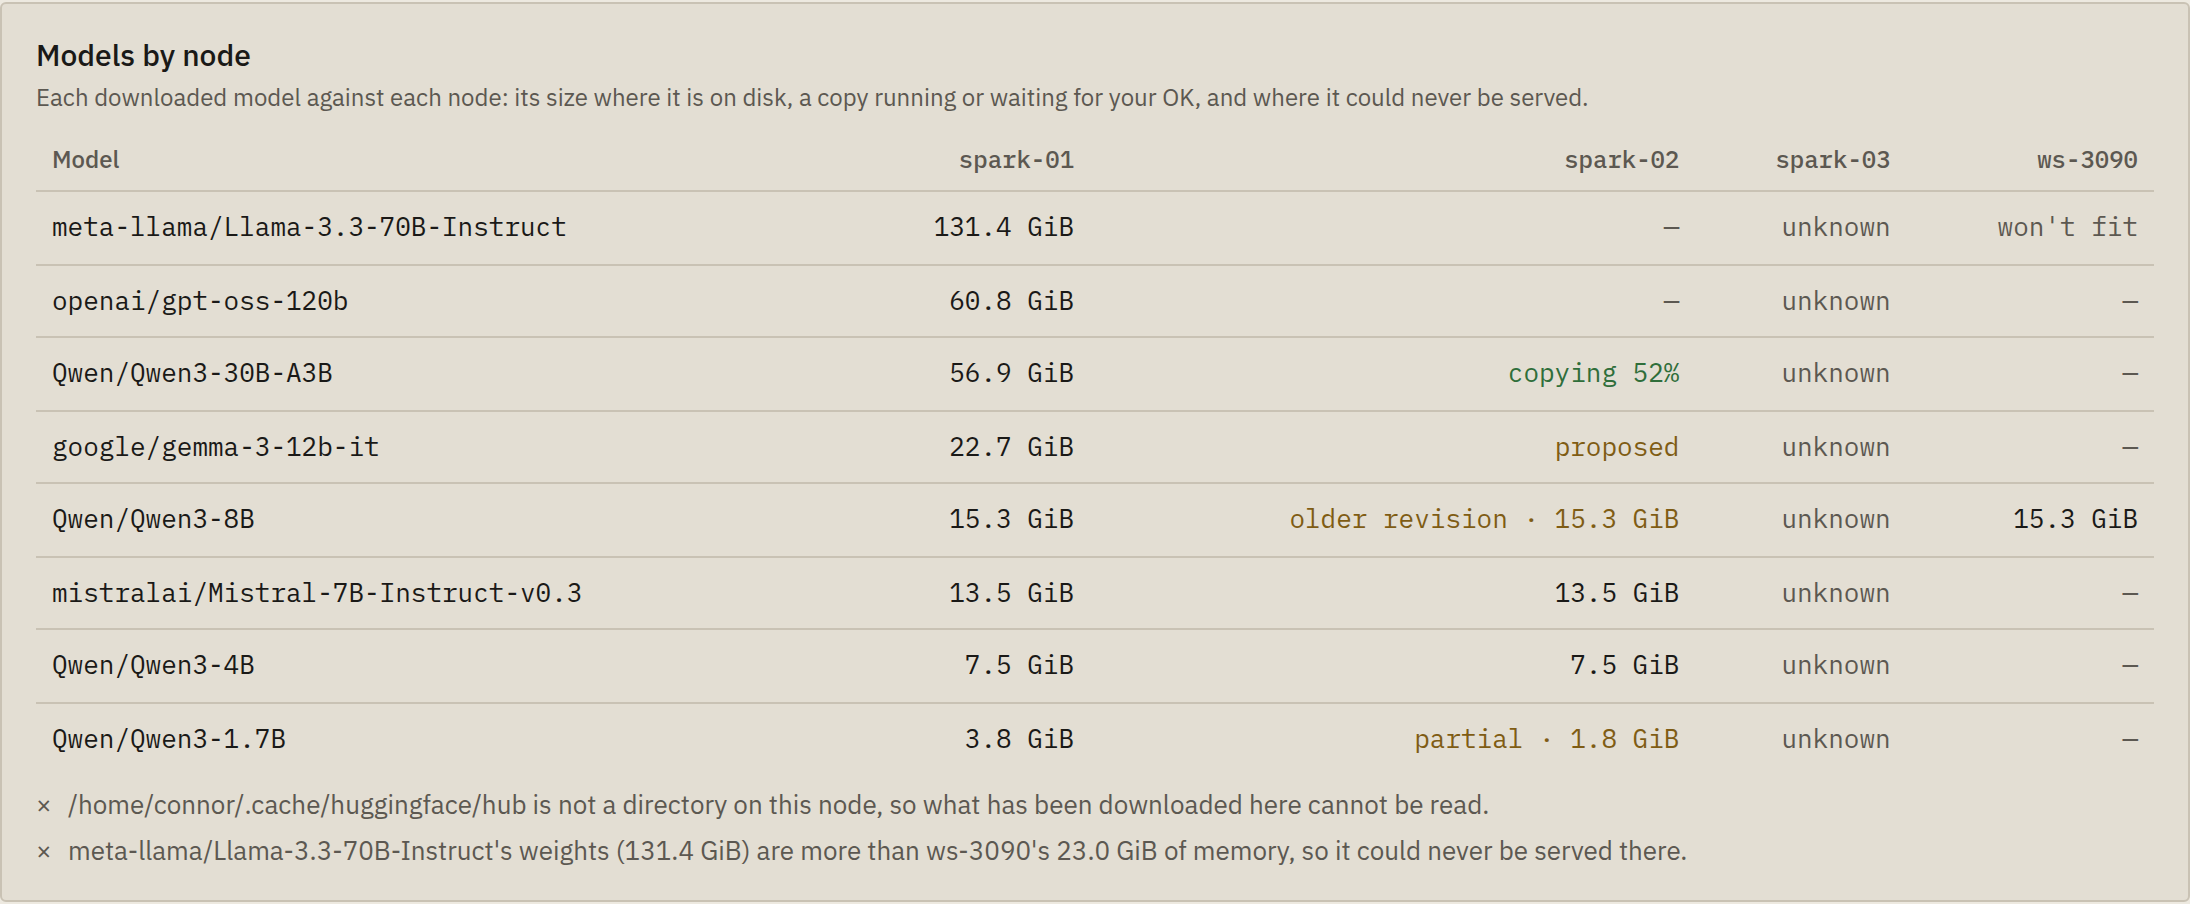 Models by node
Each downloaded model against each node: its size where it is on disk, a copy running or waiting for your OK, and where it could never be served.
Model spark-01 spark-02 spark-03 ws-3090
meta-llama/Llama-3.3-70B-Instruct 131.4 GiB — unknown won't fit
openai/gpt-oss-120b 60.8 GiB — unknown —
Qwen/Qwen3-30B-A3B 56.9 GiB copying 52% unknown —
google/gemma-3-12b-it 22.7 GiB proposed unknown —
Qwen/Qwen3-8B 15.3 GiB older revision · 15.3 GiB unknown 15.3 GiB
mistralai/Mistral-7B-Instruct-v0.3 13.5 GiB 13.5 GiB unknown —
Qwen/Qwen3-4B 7.5 GiB 7.5 GiB unknown —
Qwen/Qwen3-1.7B 3.8 GiB partial · 1.8 GiB unknown —
× /home/connor/.cache/huggingface/hub is not a directory on this node, so what has been downloaded here cannot be read.
× meta-llama/Llama-3.3-70B-Instruct's weights (131.4 GiB) are more than ws-3090's 23.0 GiB of memory, so it could never be served there.